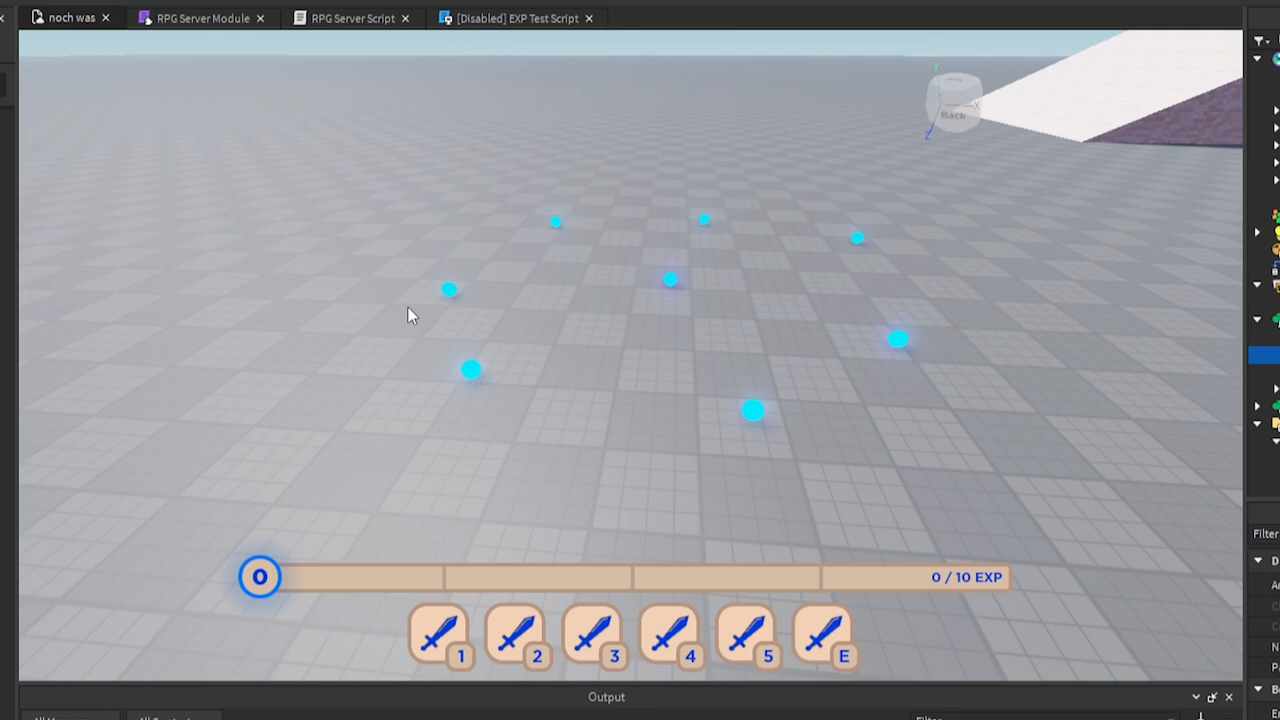 noch was
RPG Server Module
RPG Server Script
[Disabled] EXP Test Script
Y
X
Back
Z
0
0 / 10 EXP
1
2
3
4
5
E
Output
Filter